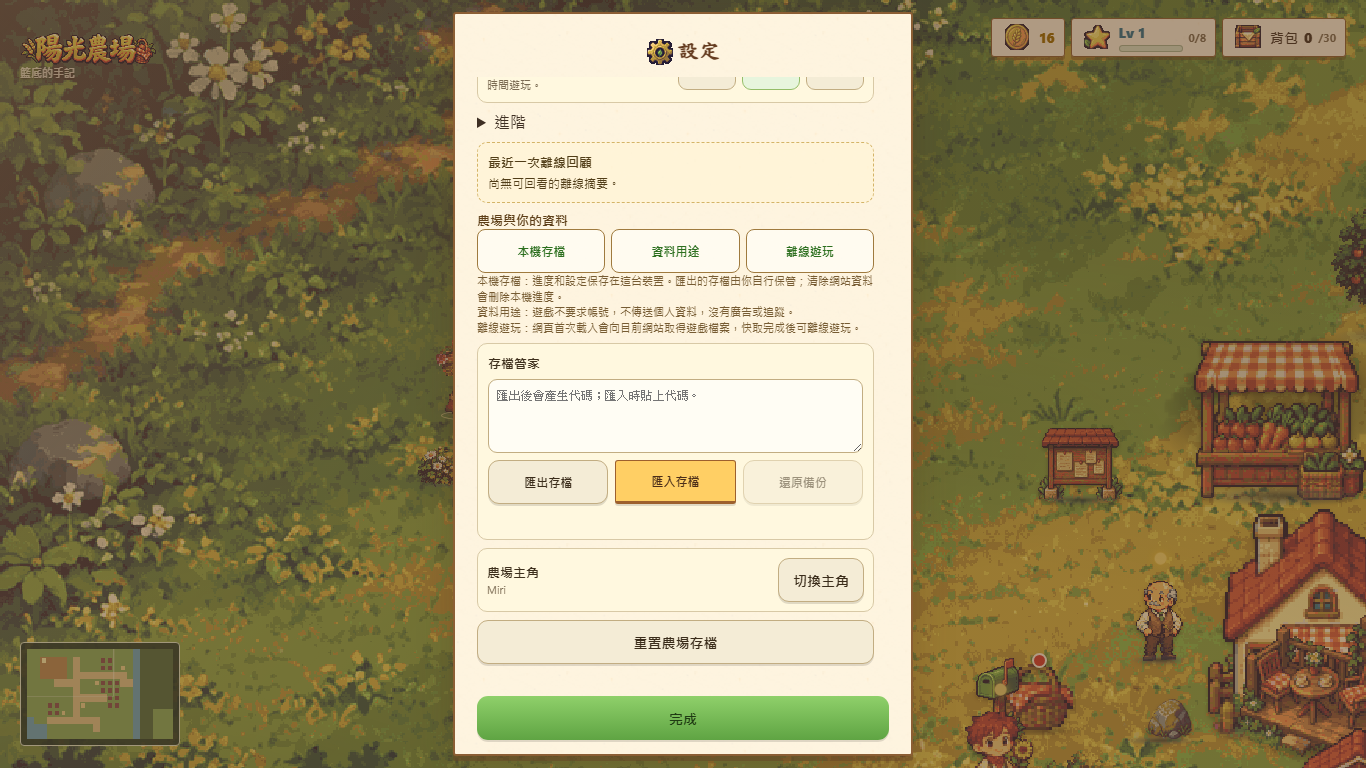 陽光農場
籃底的手記
設定
16
Lv 1
0/8
背包 0 /30
時間遊玩。
▶ 進階
最近一次離線回顧
尚無可回看的離線摘要。
農場與你的資料
本機存檔
資料用途
離線遊玩
本機存檔：進度和設定保存在這台裝置。匯出的存檔由你自行保管；清除網站資料
會刪除本機進度。
資料用途：遊戲不要求帳號，不傳送個人資料，沒有廣告或追蹤。
離線遊玩：網頁首次載入會向目前網站取得遊戲檔案，快取完成後可離線遊玩。
存檔管家
匯出後會產生代碼；匯入時貼上代碼。
匯出存檔
匯入存檔
還原備份
農場主角
Miri
切換主角
重置農場存檔
完成